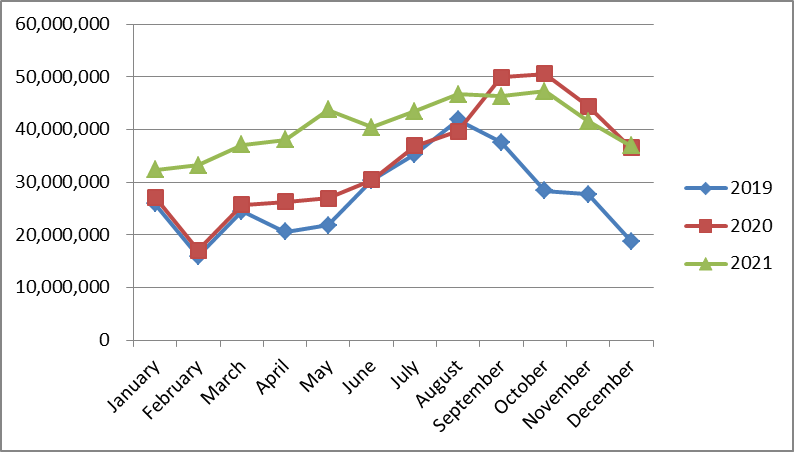 60,000,000
50,000,000
40,000,000
30,000,000
20,000,000
10,000,000
0
January
February
March
April
May
June
July
August
September
October
November
December
2019
2020
2021